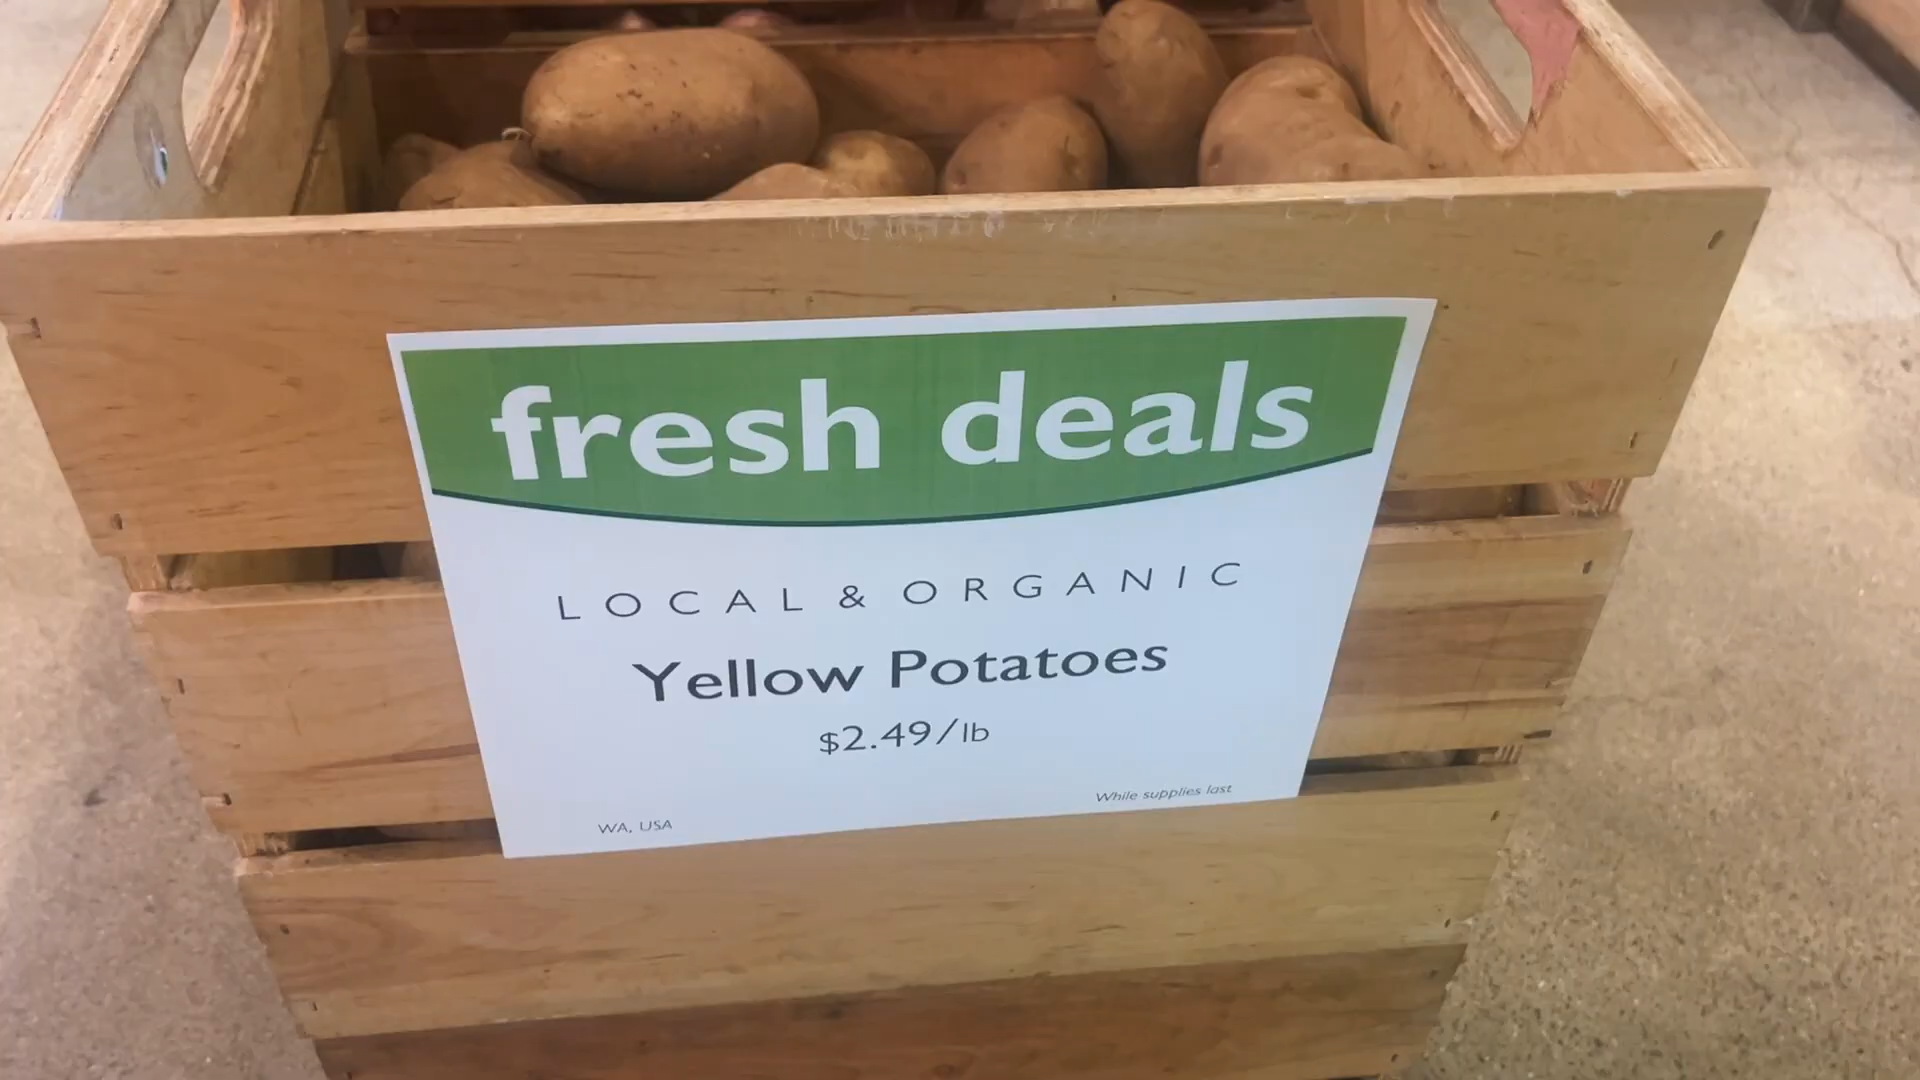 fresh deals
LOCAL & ORGANIC
Yellow Potatoes
$2.49/lb
While supplies last
WA, USA